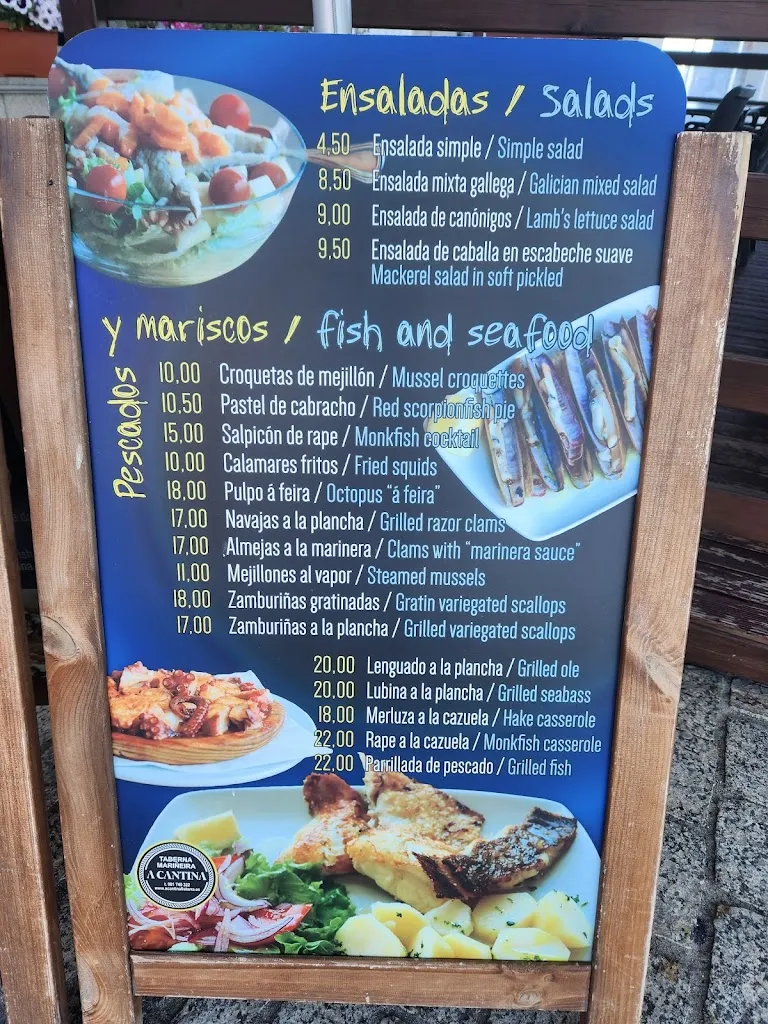 Ensaladas / Salads
4,50 Ensalada simple / Simple salad
8,50 Ensalada mixta gallega / Galician mixed salad
9,00 Ensalada de canónigos / Lamb's lettuce salad
9,50 Ensalada de caballa en escabeche suave
Mackerel salad in soft pickled
Pescados
y mariscos / fish and seafood
10,00 Croquetas de mejillón / Mussel croquettes
10,50 Pastel de cabracho / Red scorpionfish pie
15,00 Salpicón de rape / Monkfish cocktail
10,00 Calamares fritos / Fried squids
18,00 Pulpo á feira / Octopus "á feira"
17,00 Navajas a la plancha / Grilled razor clams
17,00 Almejas a la marinera / Clams with "marinera sauce"
11,00 Mejillones al vapor / Steamed mussels
18,00 Zamburiñas gratinadas / Gratin variegated scallops
17,00 Zamburiñas a la plancha / Grilled variegated scallops
20,00 Lenguado a la plancha / Grilled ole
20,00 Lubina a la plancha / Grilled seabass
18,00 Merluza a la cazuela / Hake casserole
22,00 Rape a la cazuela / Monkfish casserole
22,00 Parrillada de pescado / Grilled fish
TABERNA
MARIÑEIRA
A CANTINA